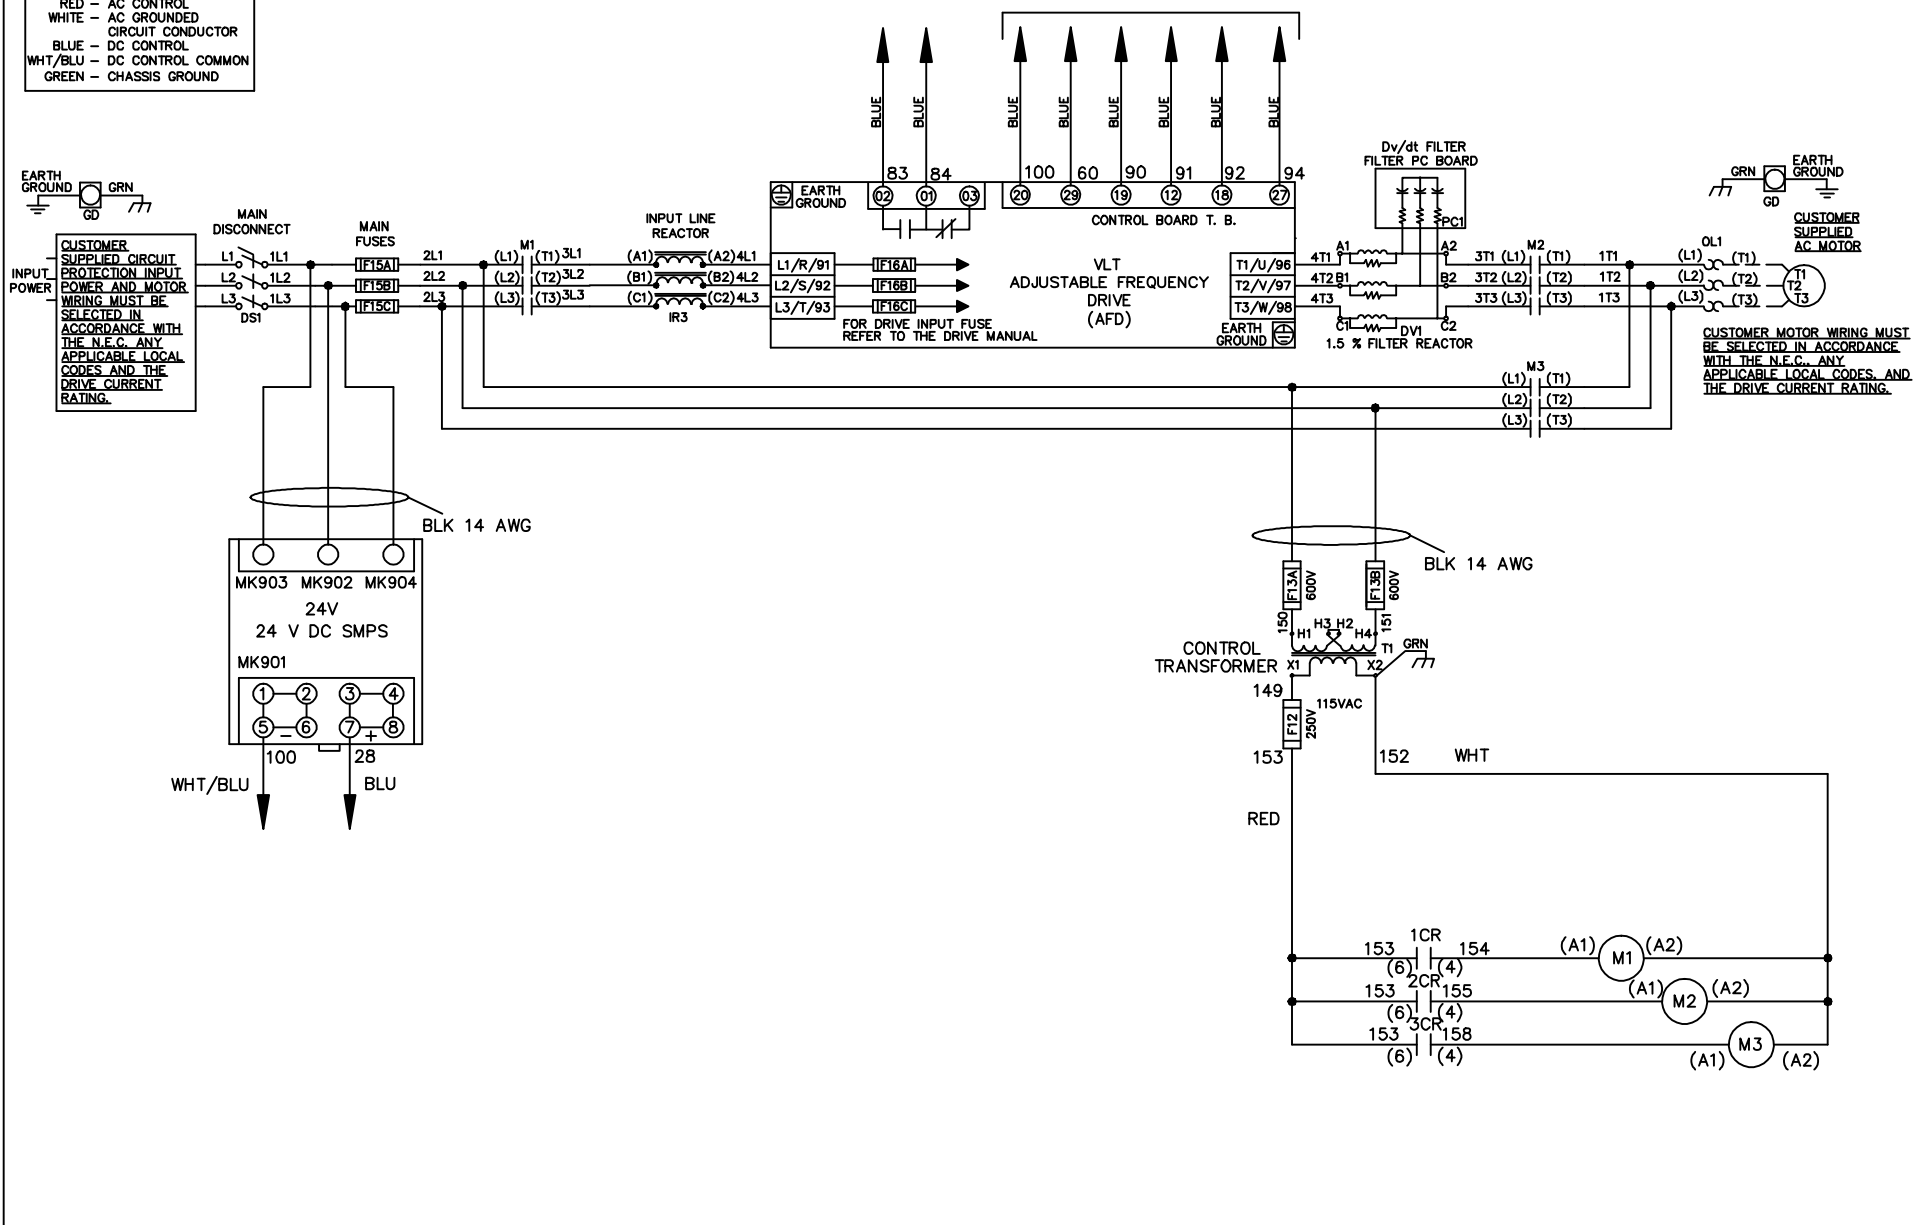 RED – AC CONTROL
WHITE – AC GROUNDED
CIRCUIT CONDUCTOR
BLUE – DC CONTROL
WHT/BLU – DC CONTROL COMMON
GREEN – CHASSIS GROUND
BLUE
BLUE
BLUE
BLUE
BLUE
BLUE
BLUE
BLUE
83
84
100
60
90
91
92
94
EARTH
GROUND
02
01
03
20
29
19
12
18
27
CONTROL BOARD T. B.
Dv/dt FILTER
FILTER PC BOARD
PC1
EARTH
GROUND
GRN
GD
GRN
EARTH
GROUND
GD
CUSTOMER
SUPPLIED
AC MOTOR
INPUT
POWER
CUSTOMER
SUPPLIED CIRCUIT
PROTECTION INPUT
POWER AND MOTOR
WIRING MUST BE
SELECTED IN
ACCORDANCE WITH
THE N.E.C. ANY
APPLICABLE LOCAL
CODES AND THE
DRIVE CURRENT
RATING.
MAIN
DISCONNECT
L1
1L1
L2
1L2
L3
1L3
DS1
MAIN
FUSES
F15A
F15B
F15C
2L1
2L2
2L3
M1
(L1)
(T1)
3L1
(L2)
(T2)
3L2
(L3)
(T3)
3L3
INPUT LINE
REACTOR
(A1)
(A2)
4L1
(B1)
(B2)
4L2
(C1)
(C2)
4L3
IR3
L1/R/91
L2/S/92
L3/T/93
F16A
F16B
F16C
FOR DRIVE INPUT FUSE
REFER TO THE DRIVE MANUAL
VLT
ADJUSTABLE FREQUENCY
DRIVE
(AFD)
T1/U/96
T2/V/97
T3/W/98
EARTH
GROUND
4T1
A1
A2
4T2
B1
B2
4T3
C1
C2
DV1
1.5 % FILTER REACTOR
3T1
(L1)
M2
(T1)
1T1
3T2
(L2)
(T2)
1T2
3T3
(L3)
(T3)
1T3
OL1
(L1)
(T1)
(L2)
(T2)
(L3)
(T3)
T1
T2
T3
CUSTOMER MOTOR WIRING MUST
BE SELECTED IN ACCORDANCE
WITH THE N.E.C., ANY
APPLICABLE LOCAL CODES, AND
THE DRIVE CURRENT RATING.
M3
(L1)
(T1)
(L2)
(T2)
(L3)
(T3)
BLK 14 AWG
MK903
MK902
MK904
24V
24 V DC SMPS
MK901
1
2
3
4
5
6
7
8
–
+
100
28
WHT/BLU
BLU
BLK 14 AWG
F13A
600V
F13B
600V
150
151
H1
H3
H2
H4
T1
GRN
CONTROL
TRANSFORMER
X1
X2
149
115VAC
F12
250V
153
152
WHT
RED
153
1CR
154
(6)
(4)
(A1)
M1
(A2)
153
2CR
155
(6)
(4)
(A1)
M2
(A2)
153
3CR
158
(6)
(4)
(A1)
M3
(A2)